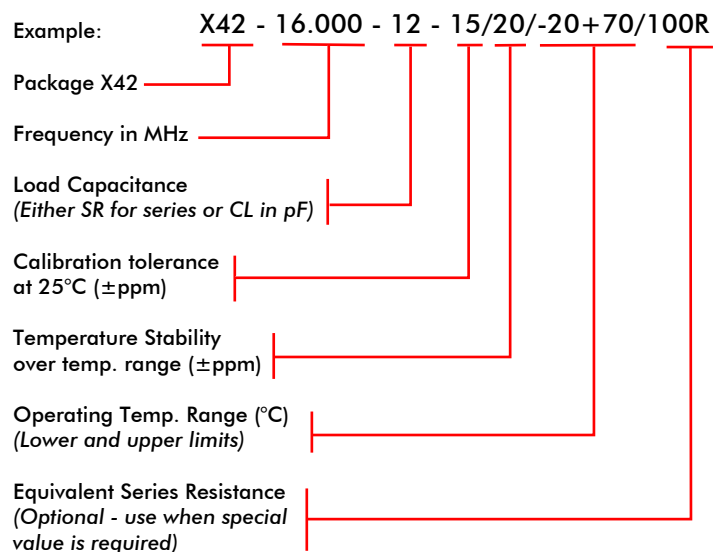 Example: X42 - 16.000 - 12 - 15/20/-20+70/100R
Package X42
Frequency in MHz
Load Capacitance
(Either SR for series or CL in pF)
Calibration tolerance
at 25°C (±ppm)
Temperature Stability
over temp. range (±ppm)
Operating Temp. Range (°C)
(Lower and upper limits)
Equivalent Series Resistance
(Optional - use when special
value is required)